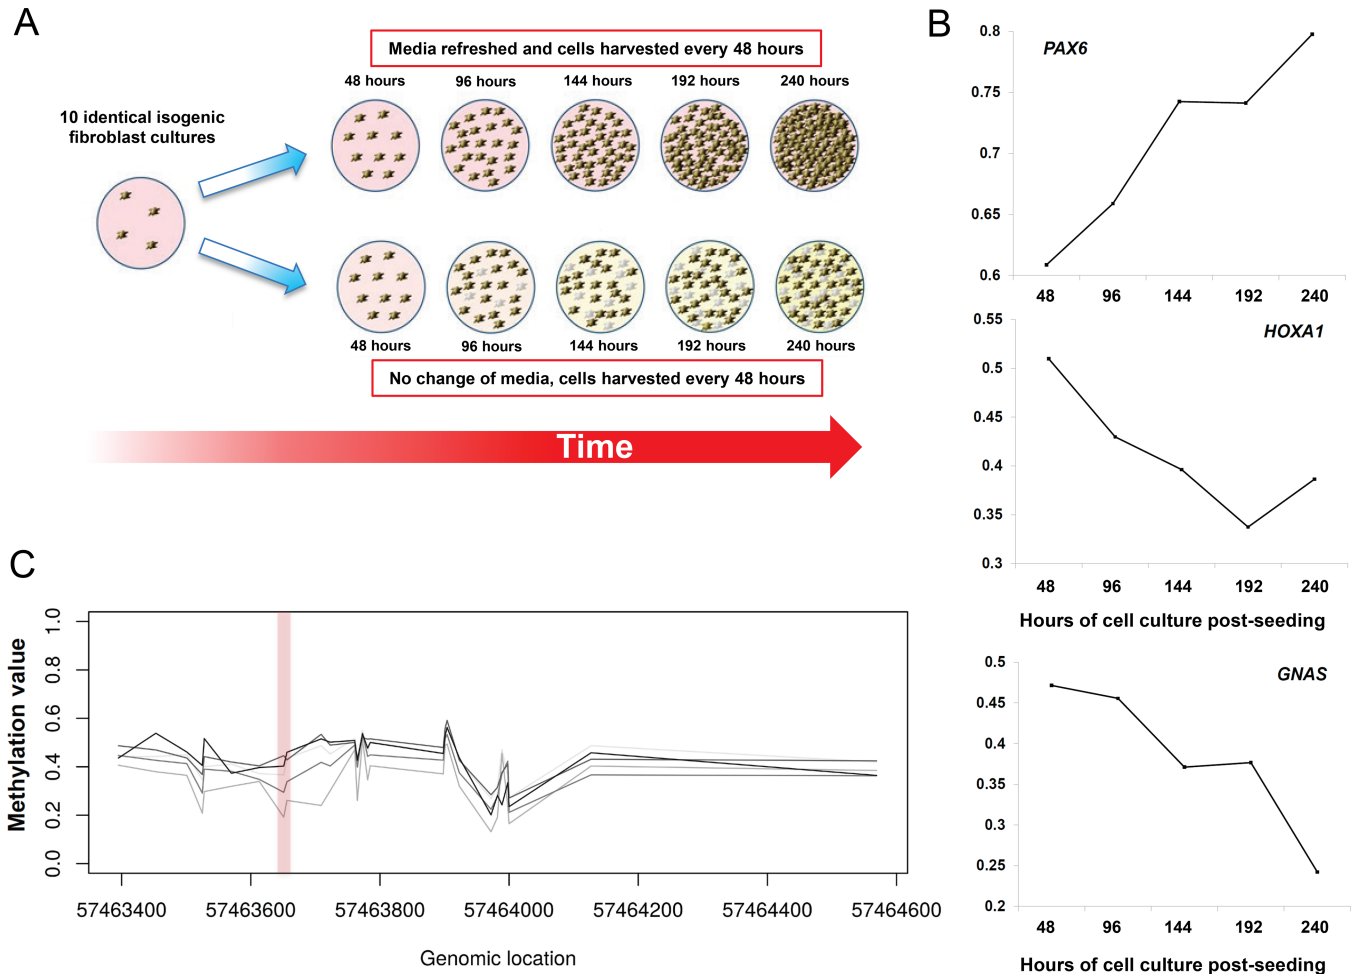 A
Media refreshed and cells harvested every 48 hours
48 hours
96 hours
144 hours
192 hours
240 hours
10 identical isogenic
fibroblast cultures
48 hours
96 hours
144 hours
192 hours
240 hours
No change of media, cells harvested every 48 hours
Time
B
PAX6
0.8
0.75
0.7
0.65
0.6
48
96
144
192
240
HOXA1
0.55
0.5
0.45
0.4
0.35
0.3
48
96
144
192
240
Hours of cell culture post-seeding
GNAS
0.5
0.45
0.4
0.35
0.3
0.25
0.2
48
96
144
192
240
Hours of cell culture post-seeding
C
Methylation value
1.0
0.8
0.6
0.4
0.2
0.0
57463400
57463600
57463800
57464000
57464200
57464400
57464600
Genomic location